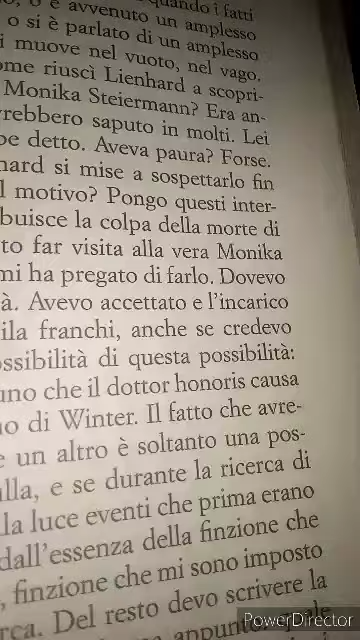 quando i fatti
è avvenuto un amplesso
o si è parlato di un amplesso
si muove nel vuoto, nel vago.
ome riuscì Lienhard a scopri-
Monika Steiermann? Era an-
vrebbero saputo in molti. Lei
be detto. Aveva paura? Forse.
hard si mise a sospettarlo fin
l motivo? Pongo questi inter-
buisce la colpa della morte di
to far visita alla vera Monika
mi ha pregato di farlo. Dovevo
à. Avevo accettato e l'incarico
ila franchi, anche se credevo
ossibilità di questa possibilità:
uno che il dottor honoris causa
no di Winter. Il fatto che avre-
e un altro è soltanto una pos-
lla, e se durante la ricerca di
la luce eventi che prima erano
dall'essenza della finzione che
, finzione che mi sono imposto
rca. Del resto devo scrivere la
appunto
PowerDirector